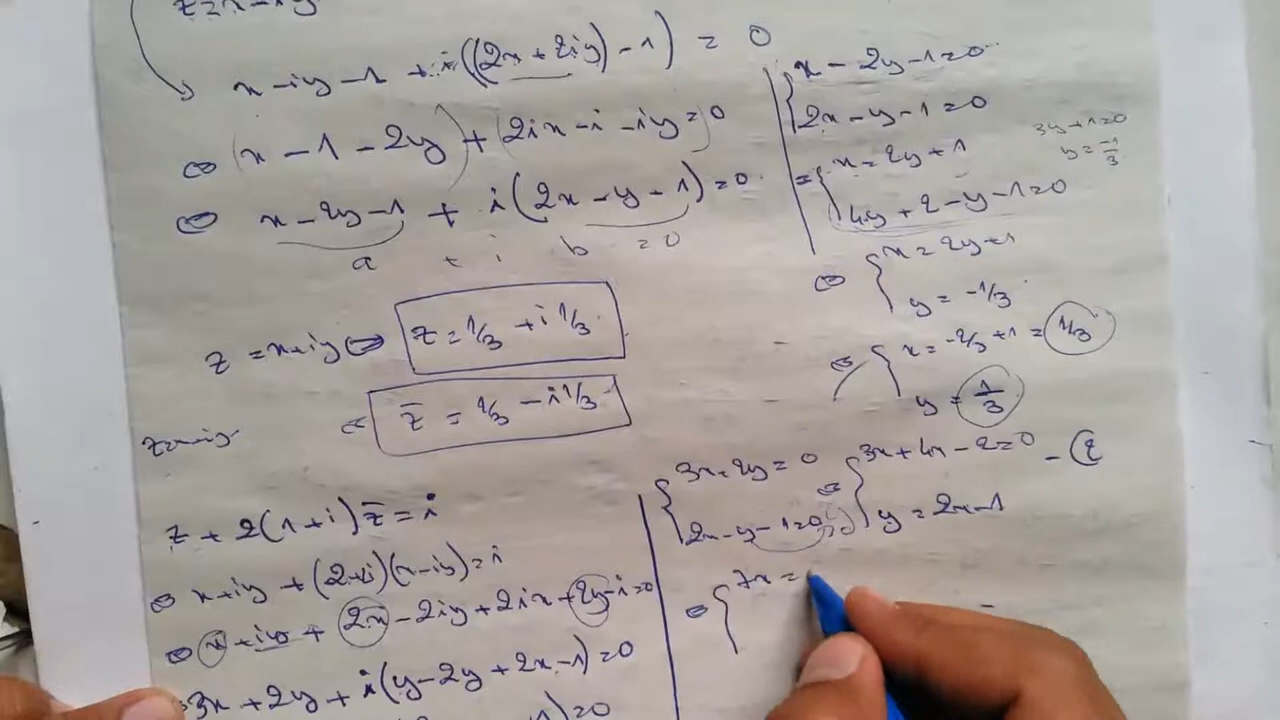 z = x - iy
x - iy - 1 + i((2x + 2iy) - 1) = 0
⇔ (x - 1 - 2y) + (2ix - i - iy = 0
⇔ x - 2y - 1 + i(2x - y - 1) = 0
a + i b = 0
z = x + iy ⇔ z = 1/3 + i 1/3
z̄ = 1/3 - i 1/3
z + 2(1 + i) z̄ = i
⇔ x + iy + (2 + 2i)(x - iy) = i
⇔ x + iy + 2x - 2iy + 2ix + 2y - i = 0
3x + 2y + i(y - 2y + 2x - 1) = 0
1) = 0
{ x - 2y - 1 = 0
2x - y - 1 = 0
3y + 1 = 0
y = -1/3
= { x = 2y + 1
4y + 2 - y - 1 = 0
⇔ { x = 2y + 1
y = -1/3
⇔ { x = -2/3 + 1 = 1/3
y = 1/3
{ 3x + 2y = 0 ⇔ { 3x + 4x - 2 = 0
2x - y - 1 = 0 y = 2x - 1
⇔ { 7x =